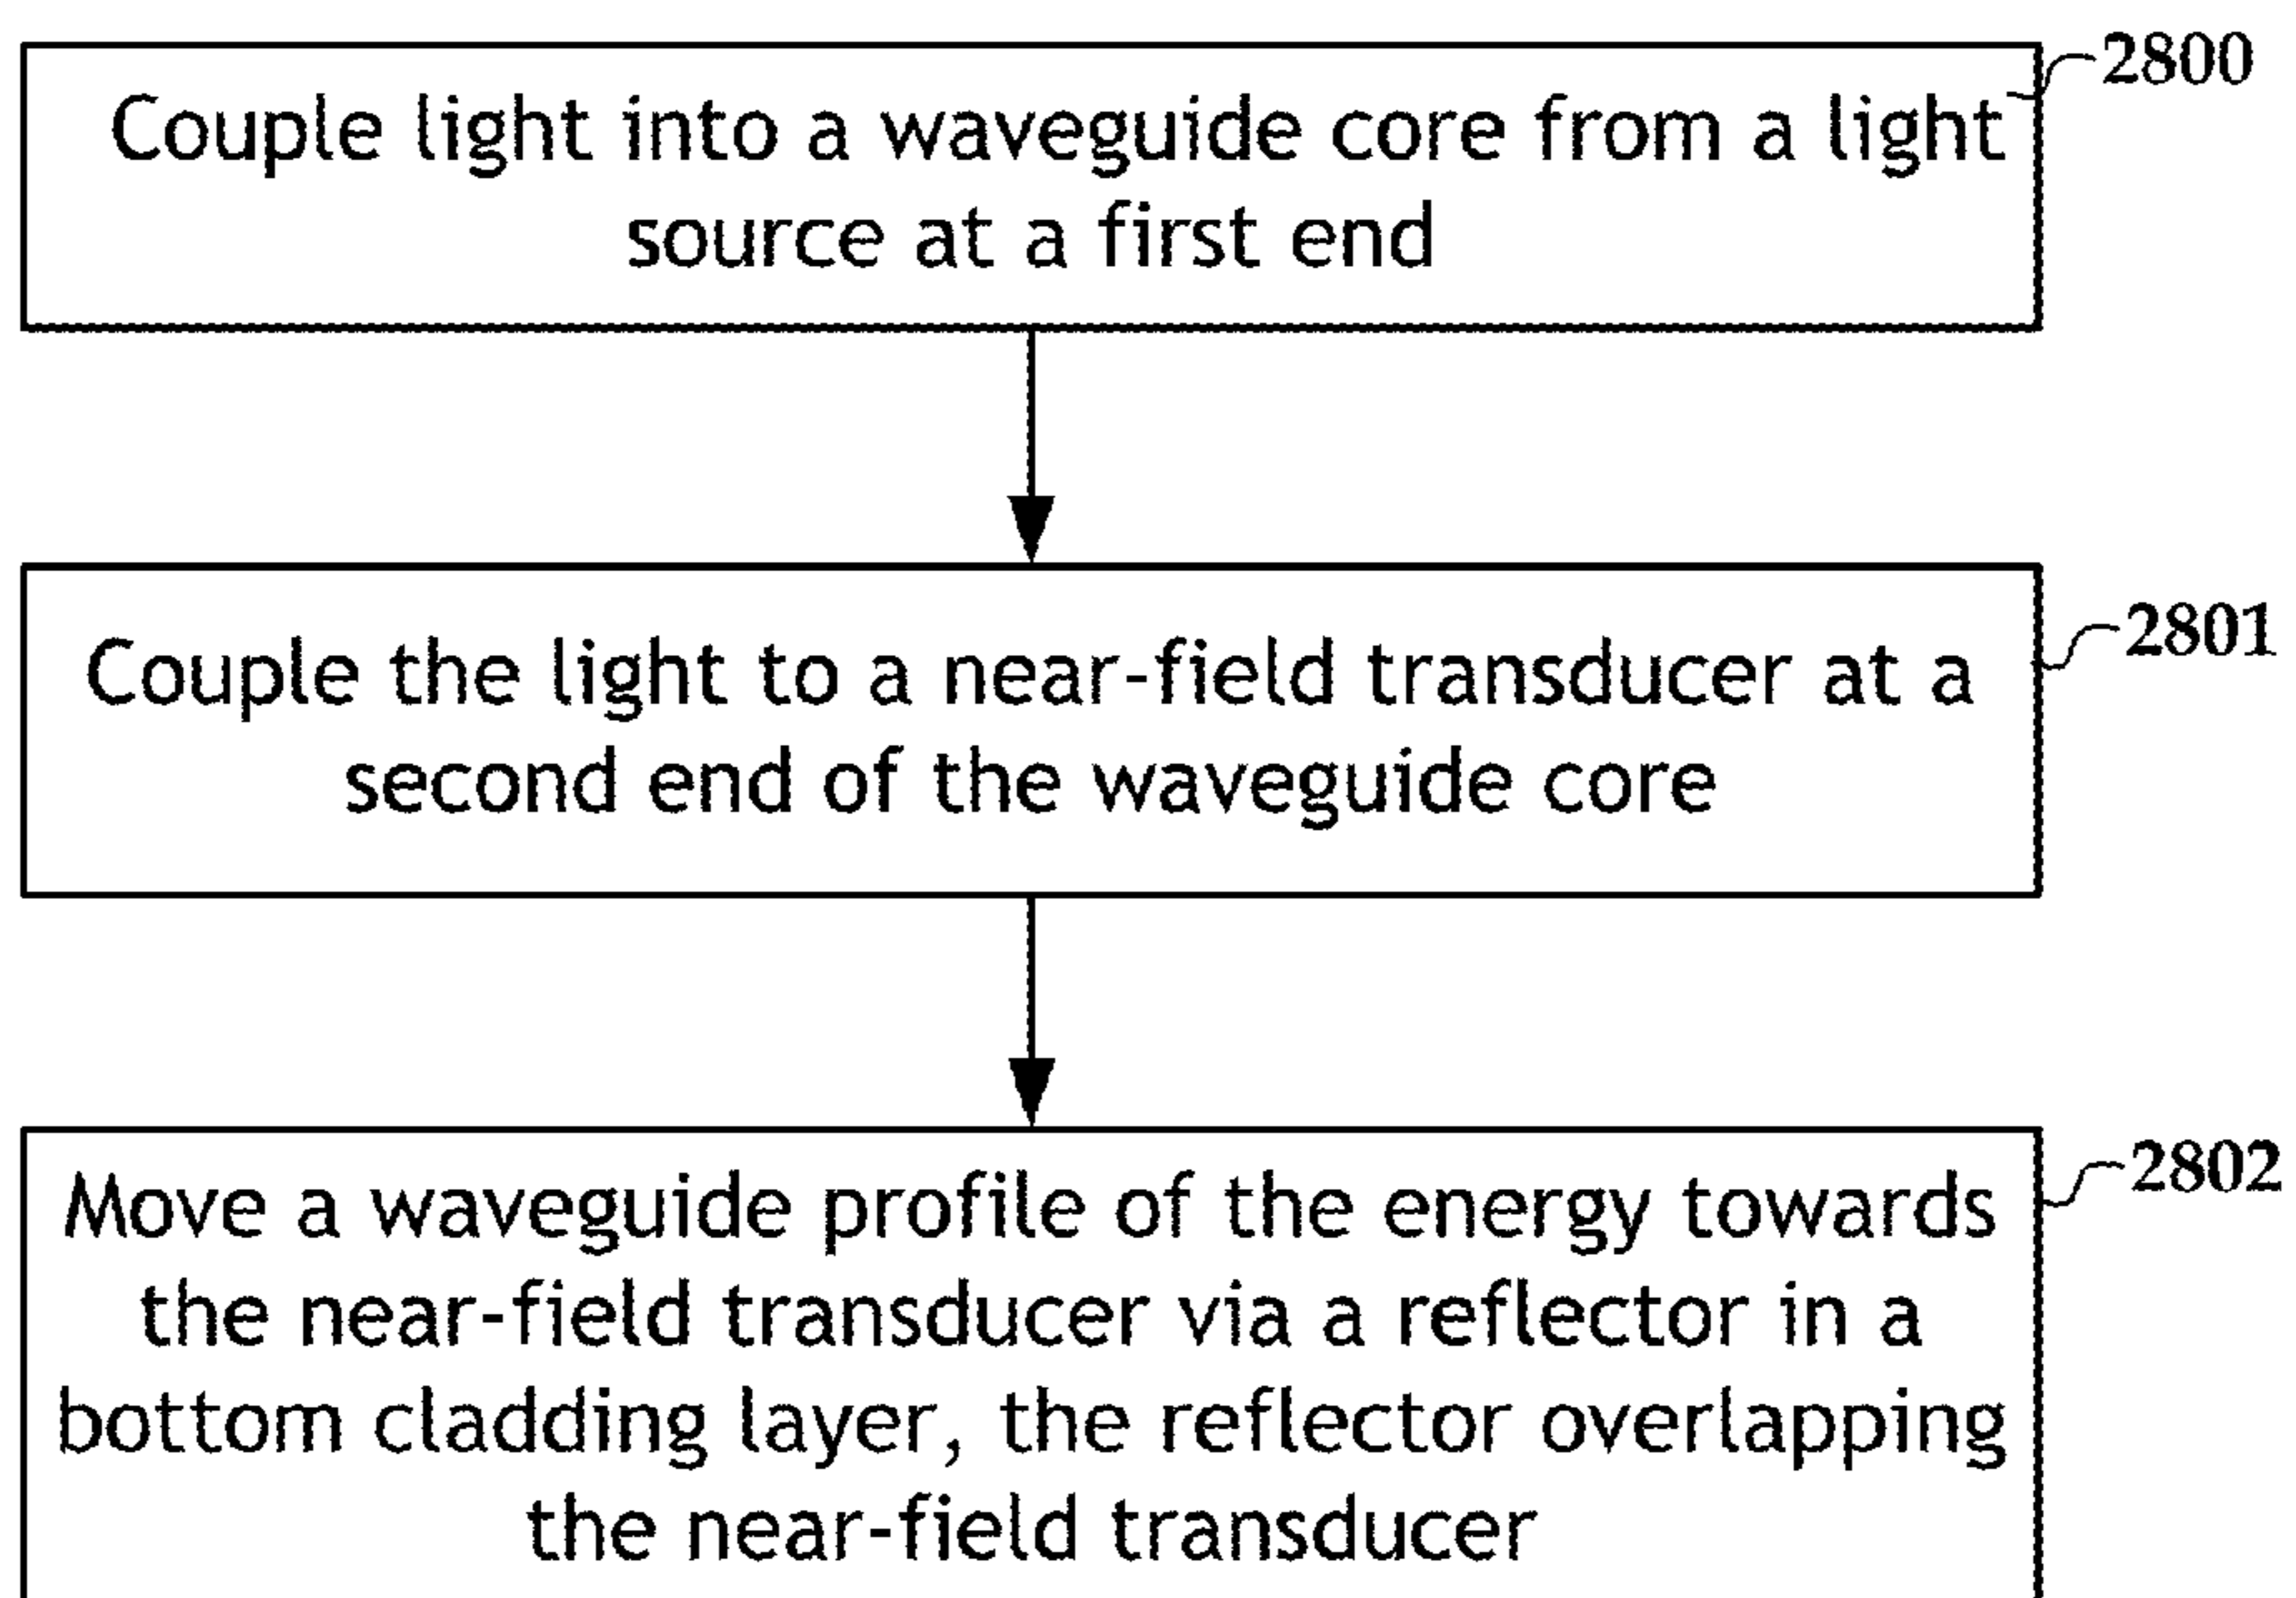 2800
Couple light into a waveguide core from a light
source at a first end
2801
Couple the light to a near-field transducer at a
second end of the waveguide core
2802
Move a waveguide profile of the energy towards
the near-field transducer via a reflector in a
bottom cladding layer, the reflector overlapping
the near-field transducer